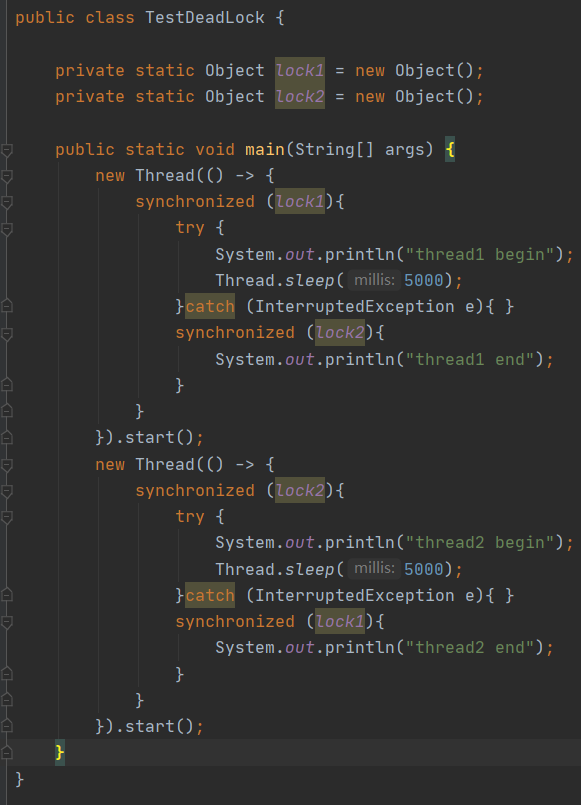 public class TestDeadLock {
    private static Object lock1 = new Object();
    private static Object lock2 = new Object();
    public static void main(String[] args) {
        new Thread(() -> {
            synchronized (lock1){
                try {
                    System.out.println("thread1 begin");
                    Thread.sleep( millis: 5000);
                }catch (InterruptedException e){ }
                synchronized (lock2){
                    System.out.println("thread1 end");
                }
            }
        }).start();
        new Thread(() -> {
            synchronized (lock2){
                try {
                    System.out.println("thread2 begin");
                    Thread.sleep( millis: 5000);
                }catch (InterruptedException e){ }
                synchronized (lock1){
                    System.out.println("thread2 end");
                }
            }
        }).start();
    }
}